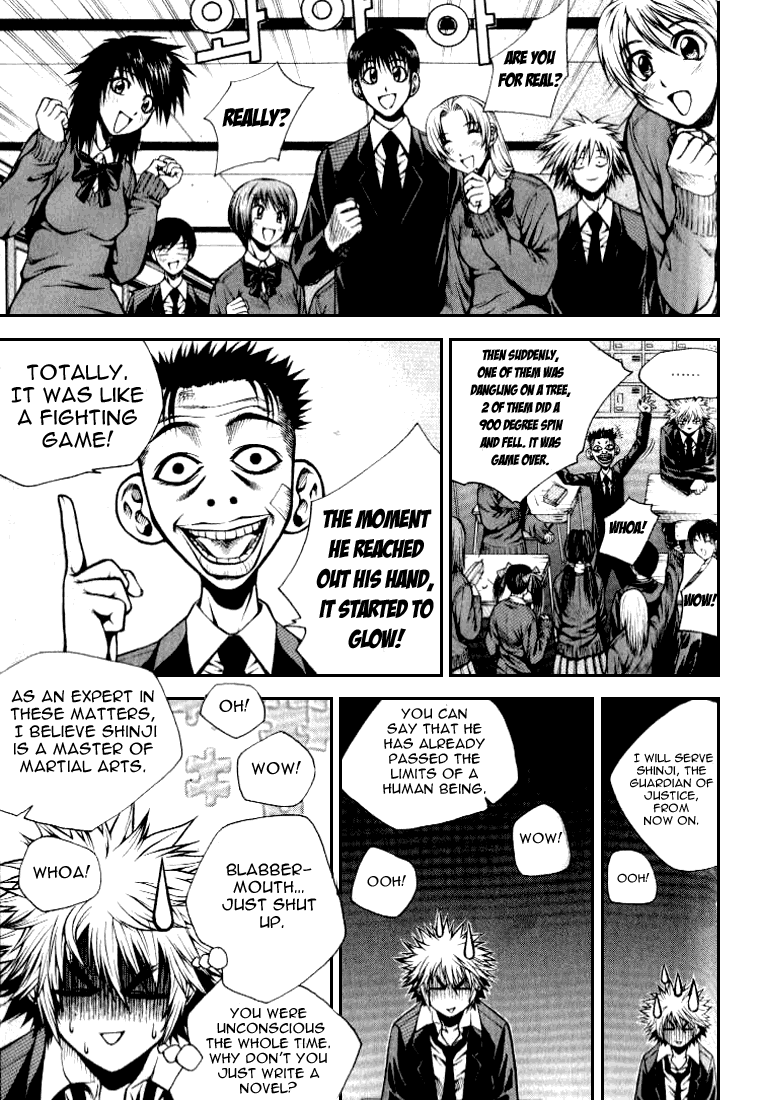 와아아
REALLY?
ARE YOU
FOR REAL?
TOTALLY.
IT WAS LIKE
A FIGHTING
GAME!
THE MOMENT
HE REACHED
OUT HIS HAND,
IT STARTED TO
GLOW!
THEN SUDDENLY,
ONE OF THEM WAS
DANGLING ON A TREE,
2 OF THEM DID A
900 DEGREE SPIN
AND FELL. IT WAS
GAME OVER.
......
WHOA!
WOW!
AS AN EXPERT IN
THESE MATTERS,
I BELIEVE SHINJI
IS A MASTER OF
MARTIAL ARTS.
OH!
WOW!
WHOA!
BLABBER-
MOUTH...
JUST SHUT
UP.
YOU WERE
UNCONSCIOUS
THE WHOLE TIME.
WHY DON'T YOU
JUST WRITE A
NOVEL?
YOU CAN
SAY THAT HE
HAS ALREADY
PASSED THE
LIMITS OF A
HUMAN BEING.
WOW!
OOH!
I WILL SERVE
SHINJI, THE
GUARDIAN OF
JUSTICE,
FROM
NOW ON.
OOH!